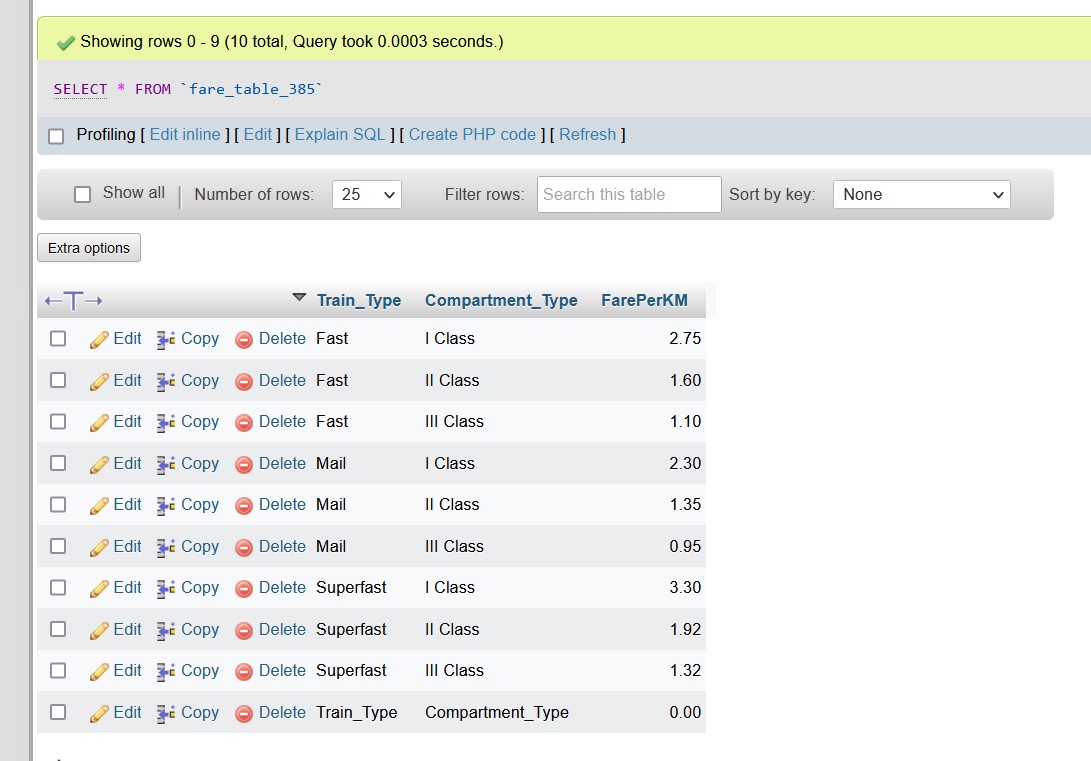 Showing rows 0 - 9 (10 total, Query took 0.0003 seconds.)
SELECT * FROM `fare_table_385`
Profiling [ Edit inline ] [ Edit ] [ Explain SQL ] [ Create PHP code ] [ Refresh ]
Show all | Number of rows: 25 Filter rows: Search this table Sort by key: None
Extra options
←T→ Train_Type Compartment_Type FarePerKM
Edit Copy Delete Fast I Class 2.75
Edit Copy Delete Fast II Class 1.60
Edit Copy Delete Fast III Class 1.10
Edit Copy Delete Mail I Class 2.30
Edit Copy Delete Mail II Class 1.35
Edit Copy Delete Mail III Class 0.95
Edit Copy Delete Superfast I Class 3.30
Edit Copy Delete Superfast II Class 1.92
Edit Copy Delete Superfast III Class 1.32
Edit Copy Delete Train_Type Compartment_Type 0.00